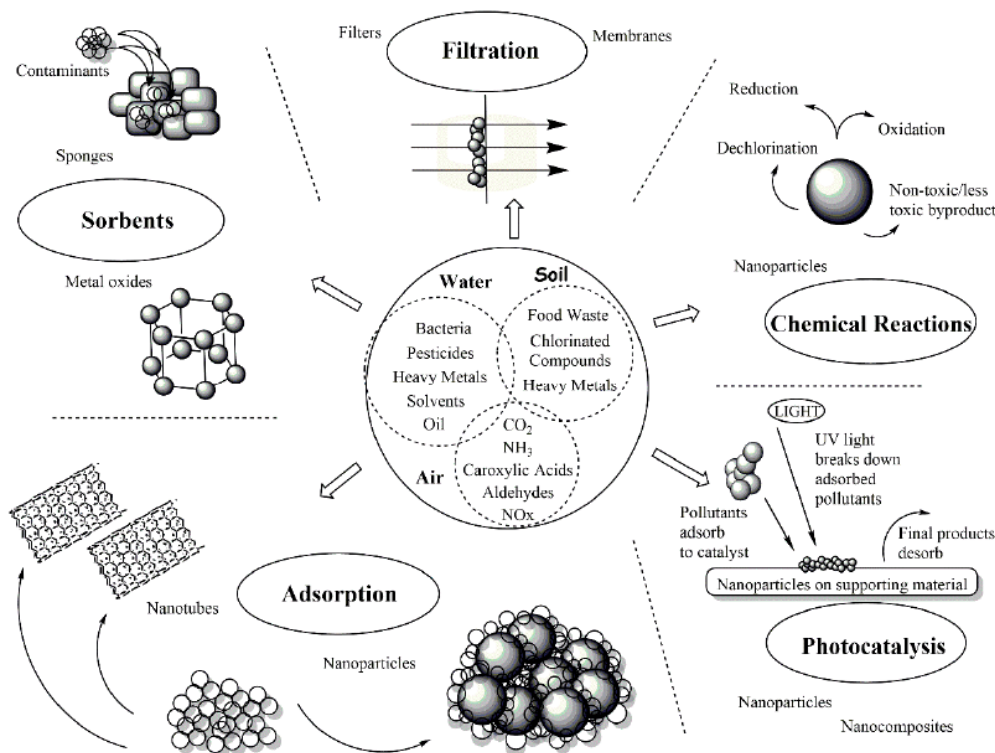 Filters
Filtration
Membranes
Contaminants
Sponges
Sorbents
Metal oxides
Reduction
Oxidation
Dechlorination
Non-toxic/less
toxic byproduct
Nanoparticles
Chemical Reactions
Water
Soil
Bacteria
Pesticides
Heavy Metals
Solvents
Oil
Food Waste
Chlorinated
Compounds
Heavy Metals
Air
CO2
NH3
Caroxylic Acids
Aldehydes
NOx
LIGHT
UV light
breaks down
adsorbed
pollutants
Pollutants
adsorb
to catalyst
Final products
desorb
Nanoparticles on supporting material
Photocatalysis
Nanoparticles
Nanocomposites
Adsorption
Nanotubes
Nanoparticles